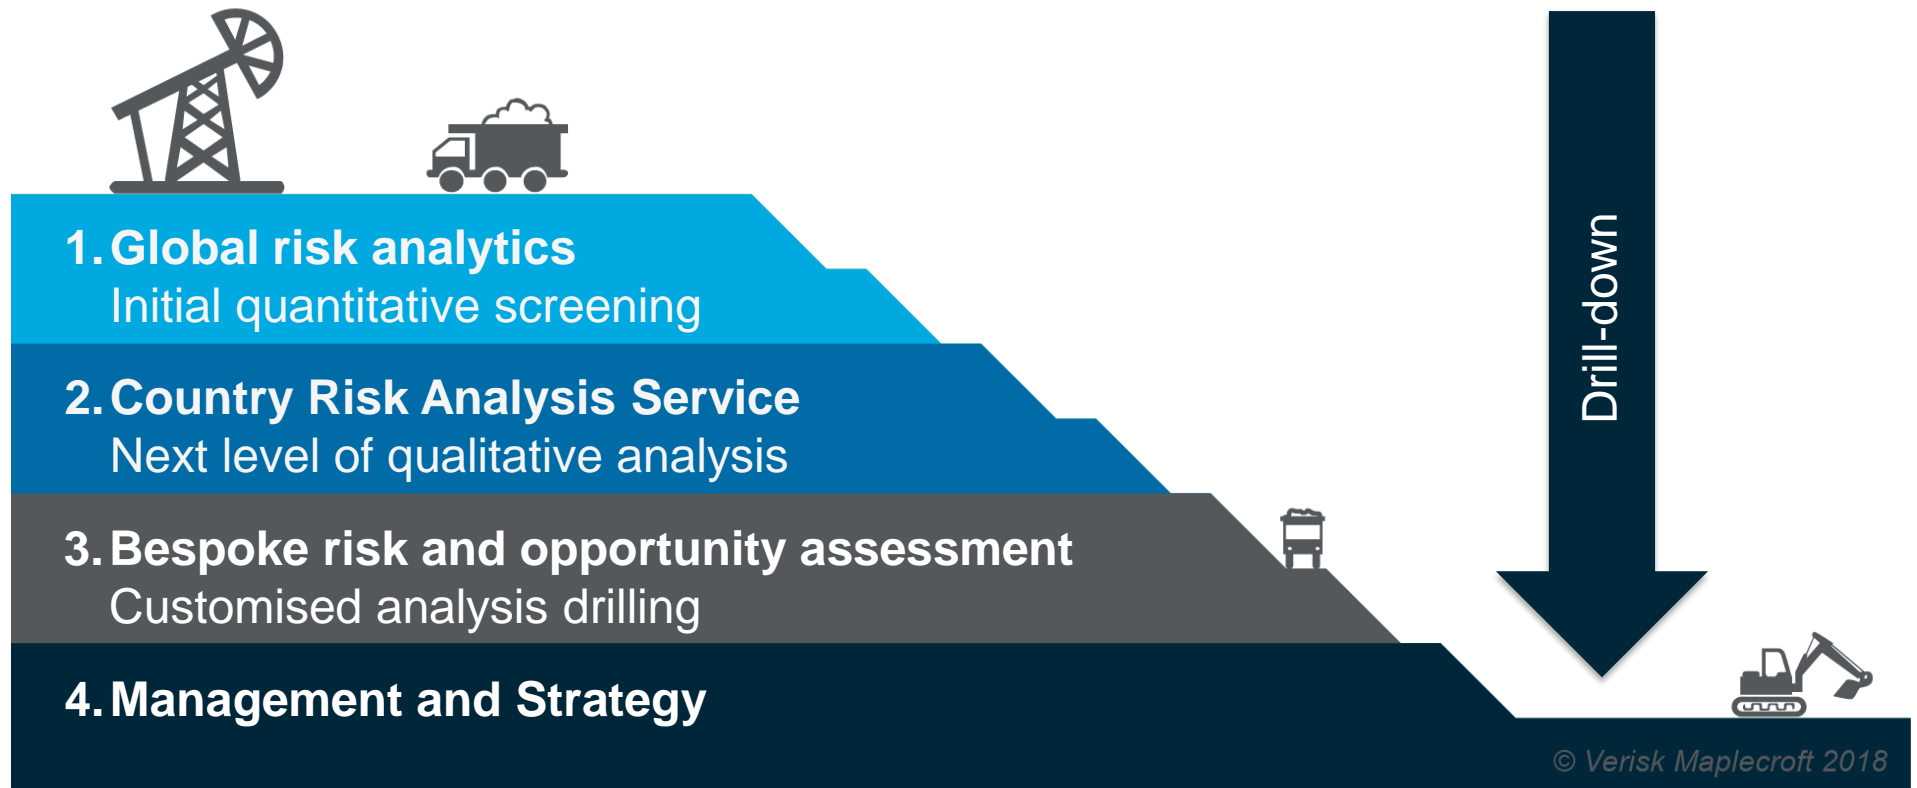 1. Global risk analytics
Initial quantitative screening
2. Country Risk Analysis Service
Next level of qualitative analysis
3. Bespoke risk and opportunity assessment
Customised analysis drilling
4. Management and Strategy
Drill-down
© Verisk Maplecroft 2018